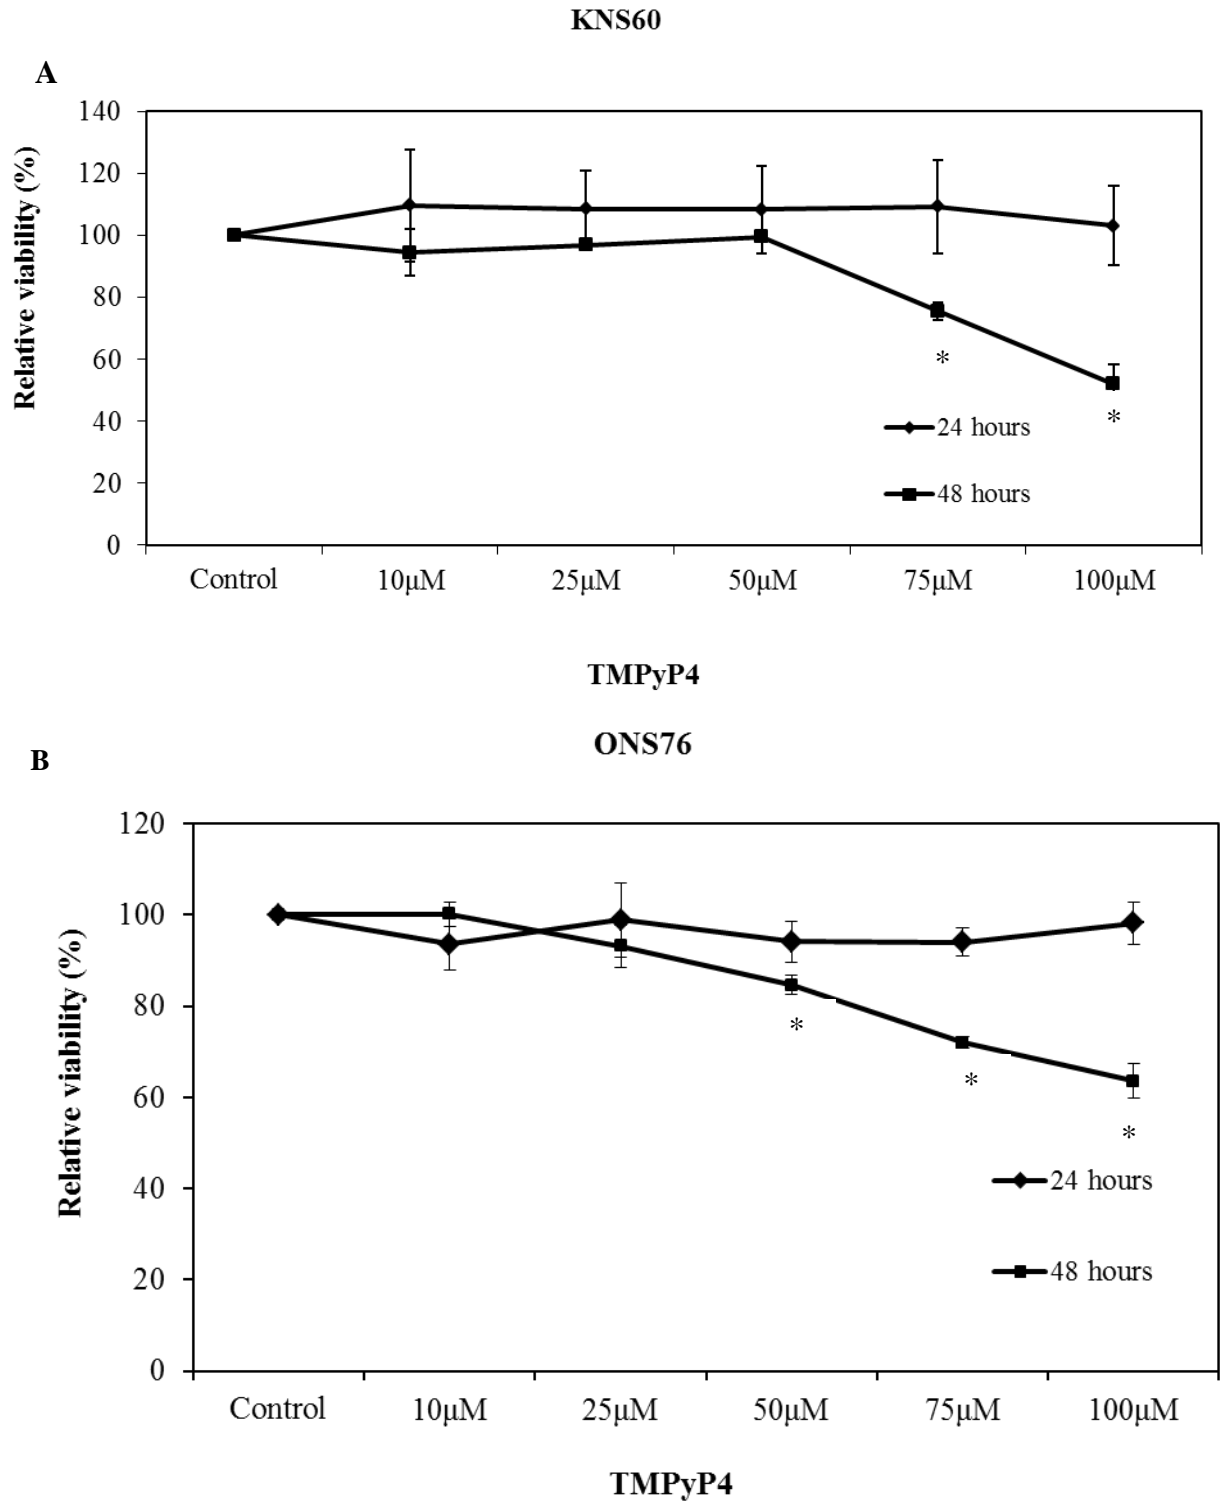 KNS60
A
140
120
100
80
60
40
20
0
Relative viability (%)
*
*
24 hours
48 hours
Control 10μM 25μM 50μM 75μM 100μM
TMPyP4
ONS76
B
120
100
80
60
40
20
0
Relative viability (%)
*
*
*
24 hours
48 hours
Control 10μM 25μM 50μM 75μM 100μM
TMPyP4